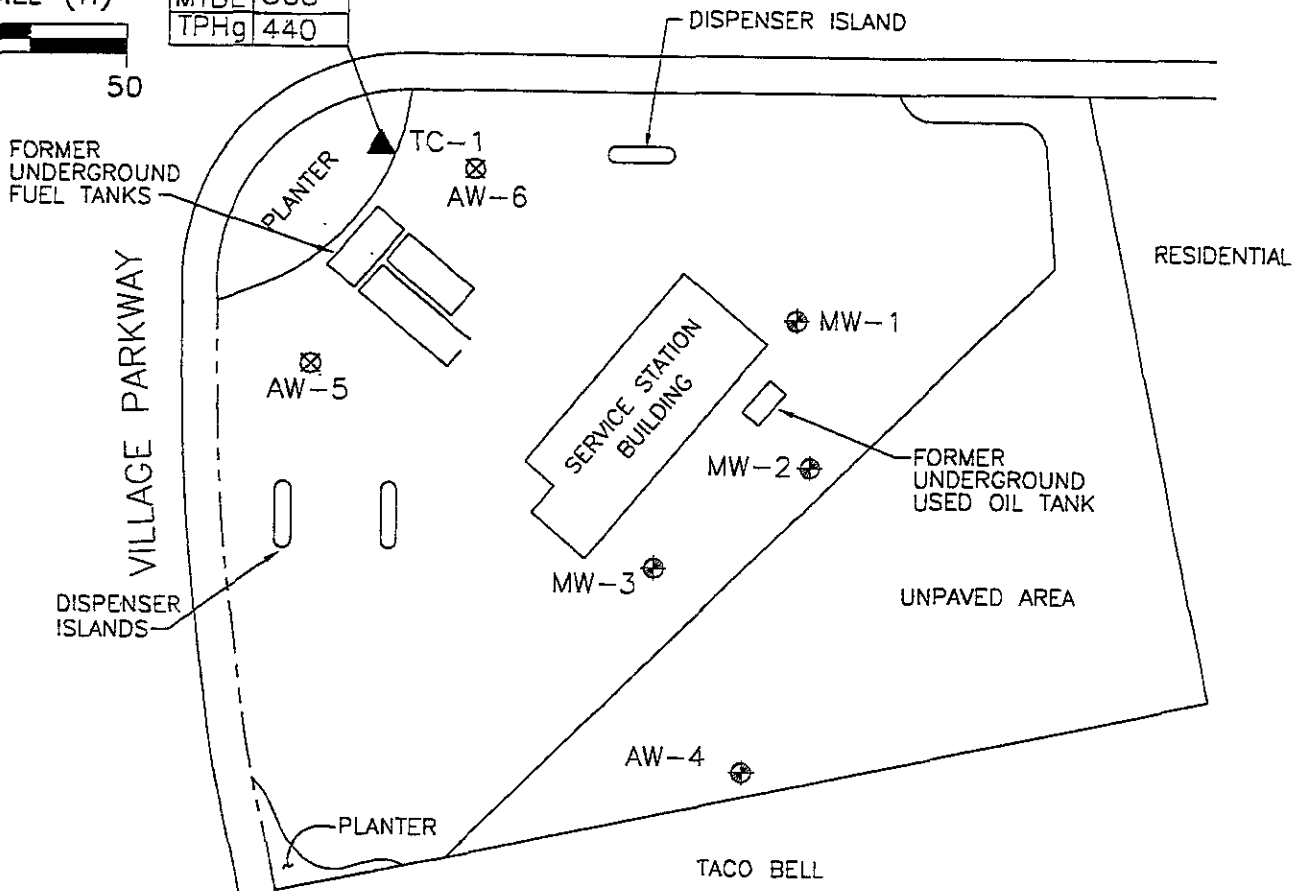 (ft)
50
TPHg 440
DISPENSER ISLAND
FORMER
UNDERGROUND
FUEL TANKS
PLANTER
TC-1
AW-6
RESIDENTIAL
VILLAGE PARKWAY
MW-1
AW-5
SERVICE STATION
BUILDING
MW-2
FORMER
UNDERGROUND
USED OIL TANK
MW-3
UNPAVED AREA
DISPENSER
ISLANDS
AW-4
PLANTER
TACO BELL